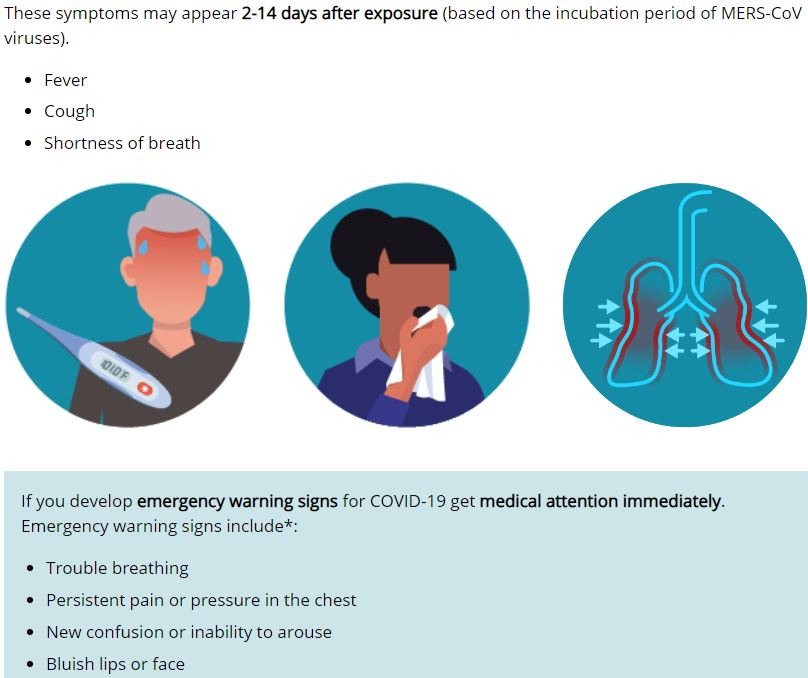 These symptoms may appear 2-14 days after exposure (based on the incubation period of MERS-CoV
viruses).
Fever
Cough
Shortness of breath
101.0 F
If you develop emergency warning signs for COVID-19 get medical attention immediately.
Emergency warning signs include*:
Trouble breathing
Persistent pain or pressure in the chest
New confusion or inability to arouse
Bluish lips or face